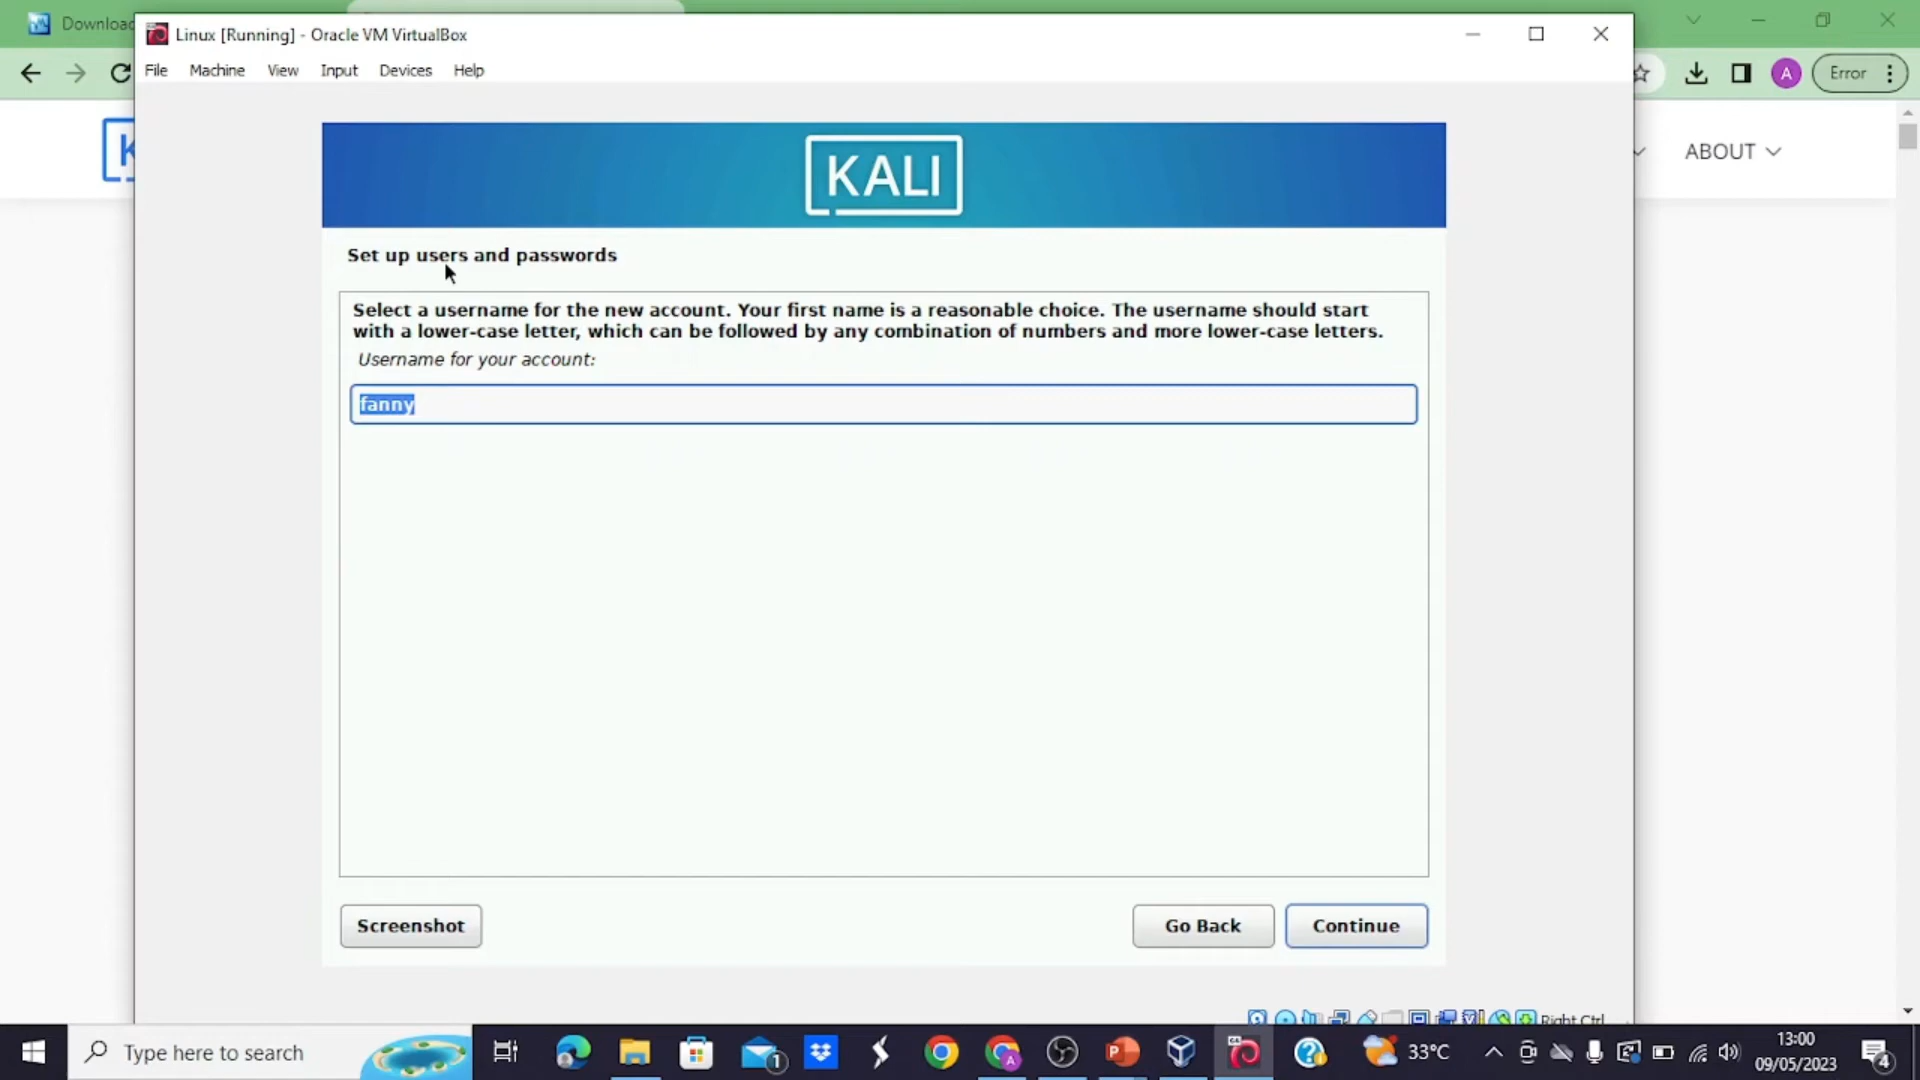 Download
Linux [Running] - Oracle VM VirtualBox
File Machine View Input Devices Help
A
Error
K
ABOUT
KALI
Set up users and passwords
Select a username for the new account. Your first name is a reasonable choice. The username should start
with a lower-case letter, which can be followed by any combination of numbers and more lower-case letters.
Username for your account:
fanny
Screenshot
Go Back
Continue
Right Ctrl
Type here to search
1
A
P
33°C
13:00
09/05/2023
4